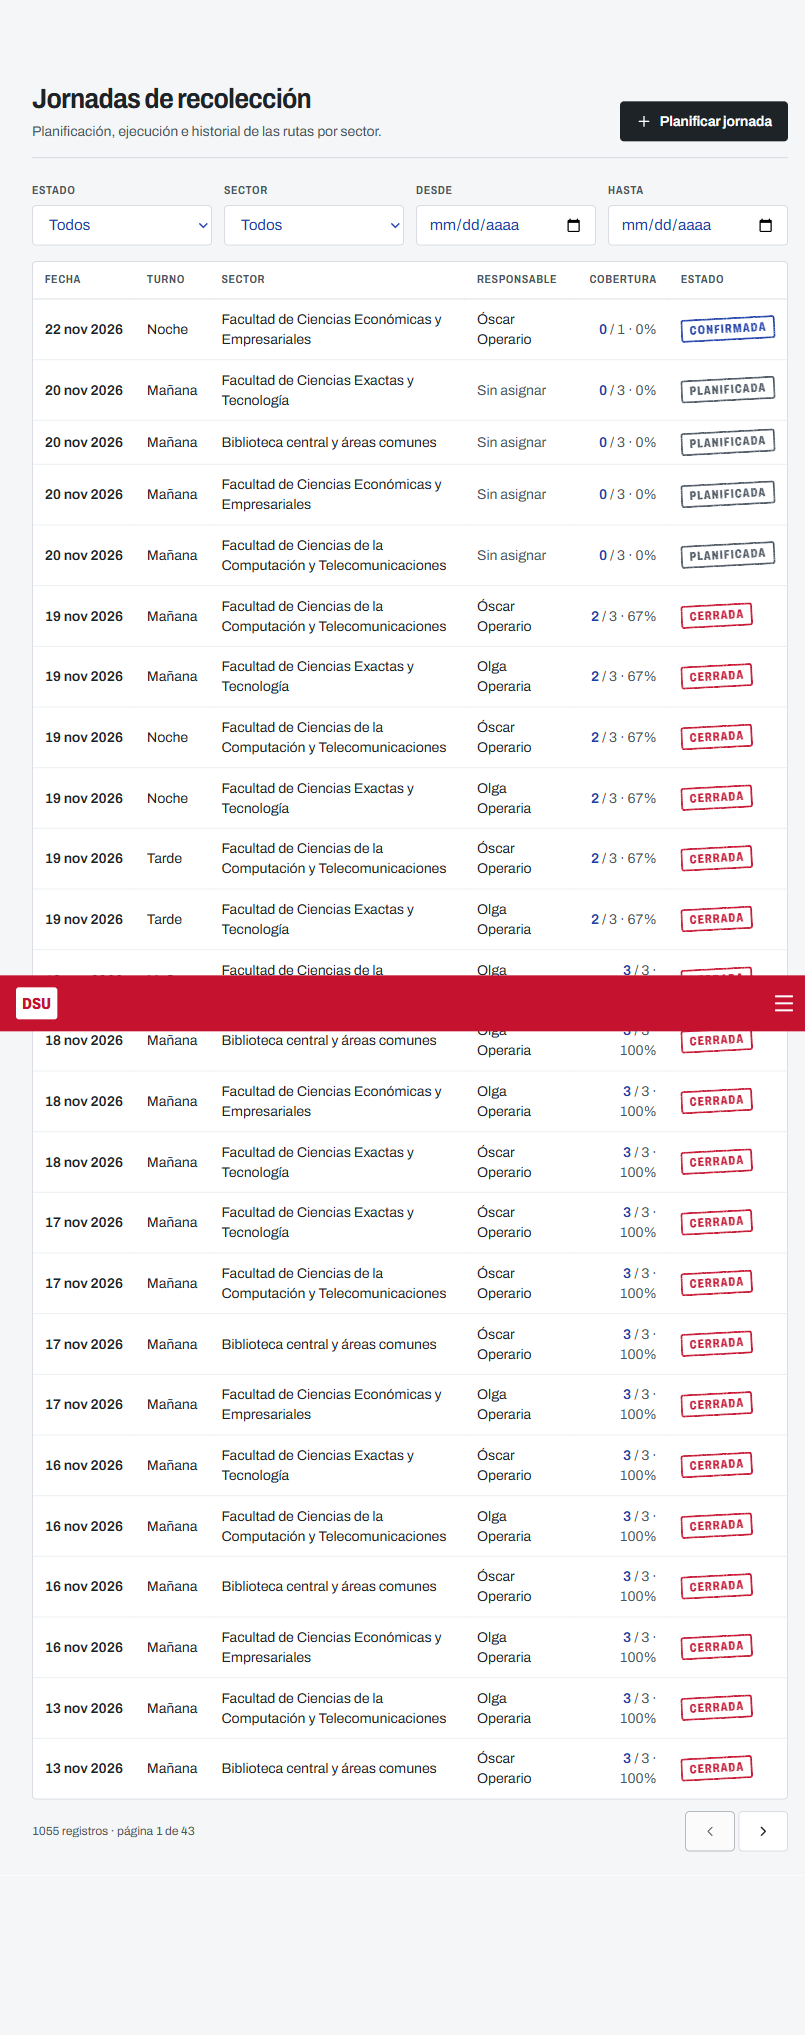 Jornadas de recolección
Planificación, ejecución e historial de las rutas por sector.
+ Planificar jornada
ESTADO SECTOR DESDE HASTA
Todos Todos mm/dd/aaaa mm/dd/aaaa
FECHA TURNO SECTOR RESPONSABLE COBERTURA ESTADO
22 nov 2026 Noche Facultad de Ciencias Económicas y Empresariales Óscar Operario 0 / 1 · 0% CONFIRMADA
20 nov 2026 Mañana Facultad de Ciencias Exactas y Tecnología Sin asignar 0 / 3 · 0% PLANIFICADA
20 nov 2026 Mañana Biblioteca central y áreas comunes Sin asignar 0 / 3 · 0% PLANIFICADA
20 nov 2026 Mañana Facultad de Ciencias Económicas y Empresariales Sin asignar 0 / 3 · 0% PLANIFICADA
20 nov 2026 Mañana Facultad de Ciencias de la Computación y Telecomunicaciones Sin asignar 0 / 3 · 0% PLANIFICADA
19 nov 2026 Mañana Facultad de Ciencias de la Computación y Telecomunicaciones Óscar Operario 2 / 3 · 67% CERRADA
19 nov 2026 Mañana Facultad de Ciencias Exactas y Tecnología Olga Operaria 2 / 3 · 67% CERRADA
19 nov 2026 Noche Facultad de Ciencias de la Computación y Telecomunicaciones Óscar Operario 2 / 3 · 67% CERRADA
19 nov 2026 Noche Facultad de Ciencias Exactas y Tecnología Olga Operaria 2 / 3 · 67% CERRADA
19 nov 2026 Tarde Facultad de Ciencias de la Computación y Telecomunicaciones Óscar Operario 2 / 3 · 67% CERRADA
19 nov 2026 Tarde Facultad de Ciencias Exactas y Tecnología Olga Operaria 2 / 3 · 67% CERRADA
Facultad de Ciencias de la Olga 3 / 3 ·
DSU
18 nov 2026 Mañana Biblioteca central y áreas comunes Olga Operaria 3 / 3 · 100% CERRADA
18 nov 2026 Mañana Facultad de Ciencias Económicas y Empresariales Olga Operaria 3 / 3 · 100% CERRADA
18 nov 2026 Mañana Facultad de Ciencias Exactas y Tecnología Óscar Operario 3 / 3 · 100% CERRADA
17 nov 2026 Mañana Facultad de Ciencias Exactas y Tecnología Óscar Operario 3 / 3 · 100% CERRADA
17 nov 2026 Mañana Facultad de Ciencias de la Computación y Telecomunicaciones Óscar Operario 3 / 3 · 100% CERRADA
17 nov 2026 Mañana Biblioteca central y áreas comunes Óscar Operario 3 / 3 · 100% CERRADA
17 nov 2026 Mañana Facultad de Ciencias Económicas y Empresariales Olga Operaria 3 / 3 · 100% CERRADA
16 nov 2026 Mañana Facultad de Ciencias Exactas y Tecnología Óscar Operario 3 / 3 · 100% CERRADA
16 nov 2026 Mañana Facultad de Ciencias de la Computación y Telecomunicaciones Olga Operaria 3 / 3 · 100% CERRADA
16 nov 2026 Mañana Biblioteca central y áreas comunes Óscar Operario 3 / 3 · 100% CERRADA
16 nov 2026 Mañana Facultad de Ciencias Económicas y Empresariales Olga Operaria 3 / 3 · 100% CERRADA
13 nov 2026 Mañana Facultad de Ciencias de la Computación y Telecomunicaciones Olga Operaria 3 / 3 · 100% CERRADA
13 nov 2026 Mañana Biblioteca central y áreas comunes Óscar Operario 3 / 3 · 100% CERRADA
1055 registros · página 1 de 43